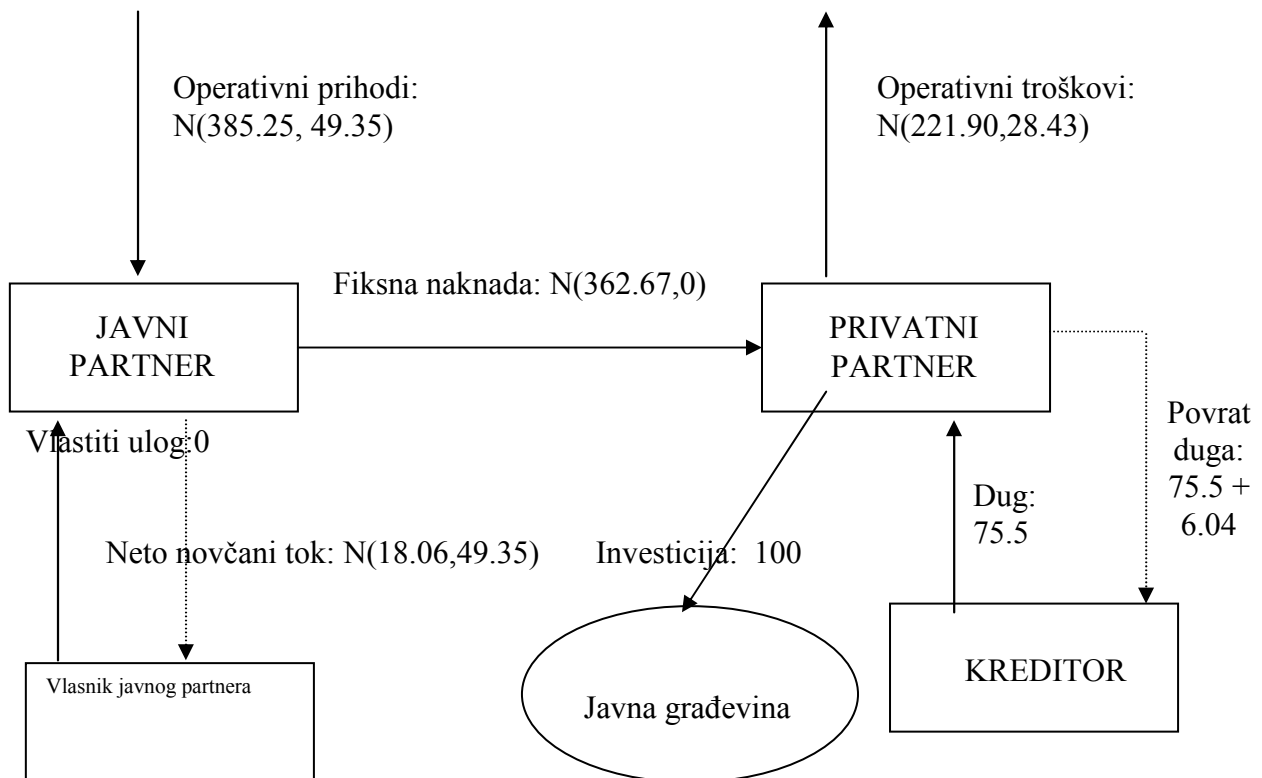 Operativni prihodi:
N(385.25, 49.35)
Operativni troškovi:
N(221.90,28.43)
Fiksna naknada: N(362.67,0)
JAVNI
PARTNER
PRIVATNI
PARTNER
Vlastiti ulog:0
Povrat
duga:
75.5 +
6.04
Dug:
75.5
Neto novčani tok: N(18.06,49.35)
Investicija: 100
Vlasnik javnog partnera
KREDITOR
Javna građevina